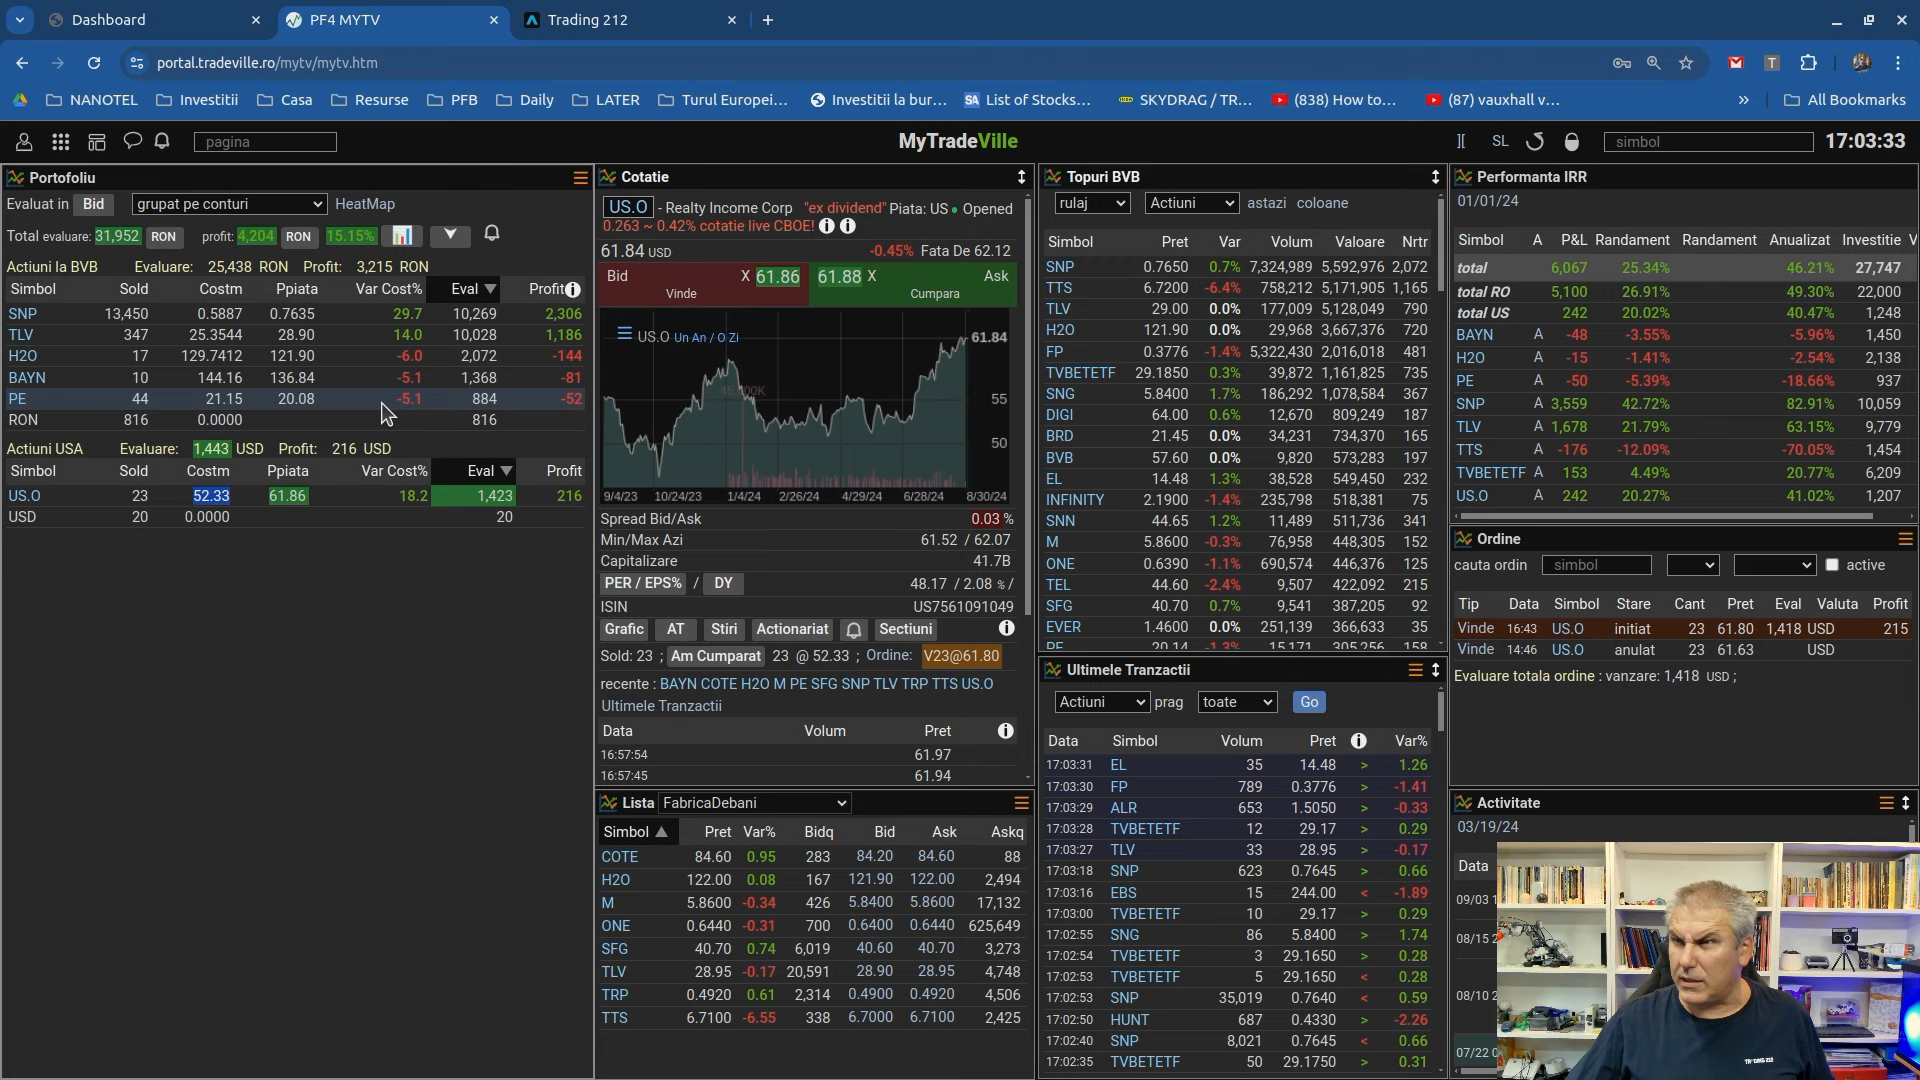 Dashboard
PF4 MYTV
Trading 212
portal.tradeville.ro/mytv/mytv.htm
NANOTEL
Investitii
Casa
Resurse
PFB
Daily
LATER
Turul Europei...
Investitii la bur...
SA List of Stocks...
SKYDRAG / TR...
(838) How to...
(87) vauxhall v...
All Bookmarks
pagina
MyTradeVille
SL
simbol
17:03:33
Portofoliu
Evaluat in Bid grupat pe conturi HeatMap
Total evaluare: 31,952 RON profit: 4,204 RON 15.15%
Actiuni la BVB Evaluare: 25,438 RON Profit: 3,215 RON
Simbol Sold Costm Ppiata Var Cost% Eval Profit
SNP 13,450 0.5887 0.7635 29.7 10,269 2,306
TLV 347 25.3544 28.90 14.0 10,028 1,186
H2O 17 129.7412 121.90 -6.0 2,072 -144
BAYN 10 144.16 136.84 -5.1 1,368 -81
PE 44 21.15 20.08 -5.1 884 -52
RON 816 0.0000 816
Actiuni USA Evaluare: 1,443 USD Profit: 216 USD
Simbol Sold Costm Ppiata Var Cost% Eval Profit
US.O 23 52.33 61.86 18.2 1,423 216
USD 20 0.0000 20
Cotatie
US.O - Realty Income Corp "ex dividend" Piata: US Opened
0.263 ~ 0.42% cotatie live CBOE!
61.84 USD -0.45% Fata De 62.12
Bid X 61.86 61.88 X Ask
Vinde Cumpara
US.O Un An / O Zi 61.84
55
50
9/4/23 10/24/23 1/4/24 2/26/24 4/29/24 6/28/24 8/30/24
Spread Bid/Ask 0.03 %
Min/Max Azi 61.52 / 62.07
Capitalizare 41.7B
PER / EPS% / DY 48.17 / 2.08 % /
ISIN US7561091049
Grafic AT Stiri Actionariat Sectiuni
Sold: 23 ; Am Cumparat 23 @ 52.33 ; Ordine: V23@61.80
recente : BAYN COTE H2O M PE SFG SNP TLV TRP TTS US.O
Ultimele Tranzactii
Data Volum Pret
16:57:54 61.97
16:57:45 61.94
Lista FabricaDebani
Simbol Pret Var% Bidq Bid Ask Askq
COTE 84.60 0.95 283 84.20 84.60 88
H2O 122.00 0.08 167 121.90 122.00 2,494
M 5.8600 -0.34 426 5.8400 5.8600 17,132
ONE 0.6440 -0.31 700 0.6400 0.6440 625,649
SFG 40.70 0.74 6,019 40.60 40.70 3,273
TLV 28.95 -0.17 20,591 28.90 28.95 4,748
TRP 0.4920 0.61 2,314 0.4900 0.4920 4,506
TTS 6.7100 -6.55 338 6.7000 6.7100 2,425
Topuri BVB
rulaj Actiuni astazi coloane
Simbol Pret Var Volum Valoare Nrtr
SNP 0.7650 0.7% 7,324,989 5,592,976 2,072
TTS 6.7200 -6.4% 758,212 5,171,905 1,165
TLV 29.00 0.0% 177,009 5,128,049 790
H2O 121.90 0.0% 29,968 3,667,376 720
FP 0.3776 -1.4% 5,322,430 2,016,018 481
TVBETETF 29.1850 0.3% 39,872 1,161,825 735
SNG 5.8400 1.7% 186,292 1,078,584 367
DIGI 64.00 0.6% 12,670 809,249 187
BRD 21.45 0.0% 34,231 734,370 165
BVB 57.60 0.0% 9,820 573,283 197
EL 14.48 1.3% 38,528 549,450 232
INFINITY 2.1900 -1.4% 235,798 518,381 75
SNN 44.65 1.2% 11,489 511,736 341
M 5.8600 -0.3% 76,958 448,305 152
ONE 0.6390 -1.1% 690,574 446,376 125
TEL 44.60 -2.4% 9,507 422,092 215
SFG 40.70 0.7% 9,541 387,205 92
EVER 1.4600 0.0% 251,139 366,633 35
PE 20.14 -1.3% 15,171 305,256 158
Ultimele Tranzactii
Actiuni prag toate Go
Data Simbol Volum Pret Var%
17:03:31 EL 35 14.48 > 1.26
17:03:30 FP 789 0.3776 > -1.41
17:03:29 ALR 653 1.5050 > -0.33
17:03:28 TVBETETF 12 29.17 > 0.29
17:03:27 TLV 33 28.95 > -0.17
17:03:18 SNP 623 0.7645 > 0.66
17:03:16 EBS 15 244.00 < -1.89
17:03:00 TVBETETF 10 29.17 > 0.29
17:02:55 SNG 86 5.8400 > 1.74
17:02:54 TVBETETF 3 29.1650 > 0.28
17:02:53 TVBETETF 5 29.1650 < 0.28
17:02:53 SNP 35,019 0.7640 < 0.59
17:02:50 HUNT 687 0.4330 > -2.26
17:02:40 SNP 8,021 0.7645 < 0.66
17:02:35 TVBETETF 50 29.1750 > 0.31
Performanta IRR
01/01/24
Simbol A P&L Randament Randament Anualizat Investitie V
total 6,067 25.34% 46.21% 27,747
total RO 5,100 26.91% 49.30% 22,000
total US 242 20.02% 40.47% 1,248
BAYN A -48 -3.55% -5.96% 1,450
H2O A -15 -1.41% -2.54% 2,138
PE A -50 -5.39% -18.66% 937
SNP A 3,559 42.72% 82.91% 10,059
TLV A 1,678 21.79% 63.15% 9,779
TTS A -176 -12.09% -70.05% 1,454
TVBETETF A 153 4.49% 20.77% 6,209
US.O A 242 20.27% 41.02% 1,207
Ordine
cauta ordin simbol active
Tip Data Simbol Stare Cant Pret Eval Valuta Profit
Vinde 16:43 US.O initiat 23 61.80 1,418 USD 215
Vinde 14:46 US.O anulat 23 61.63 USD
Evaluare totala ordine : vanzare: 1,418 USD ;
Activitate
03/19/24
Data
09/03 1
08/15 2
08/10 2
07/22 0